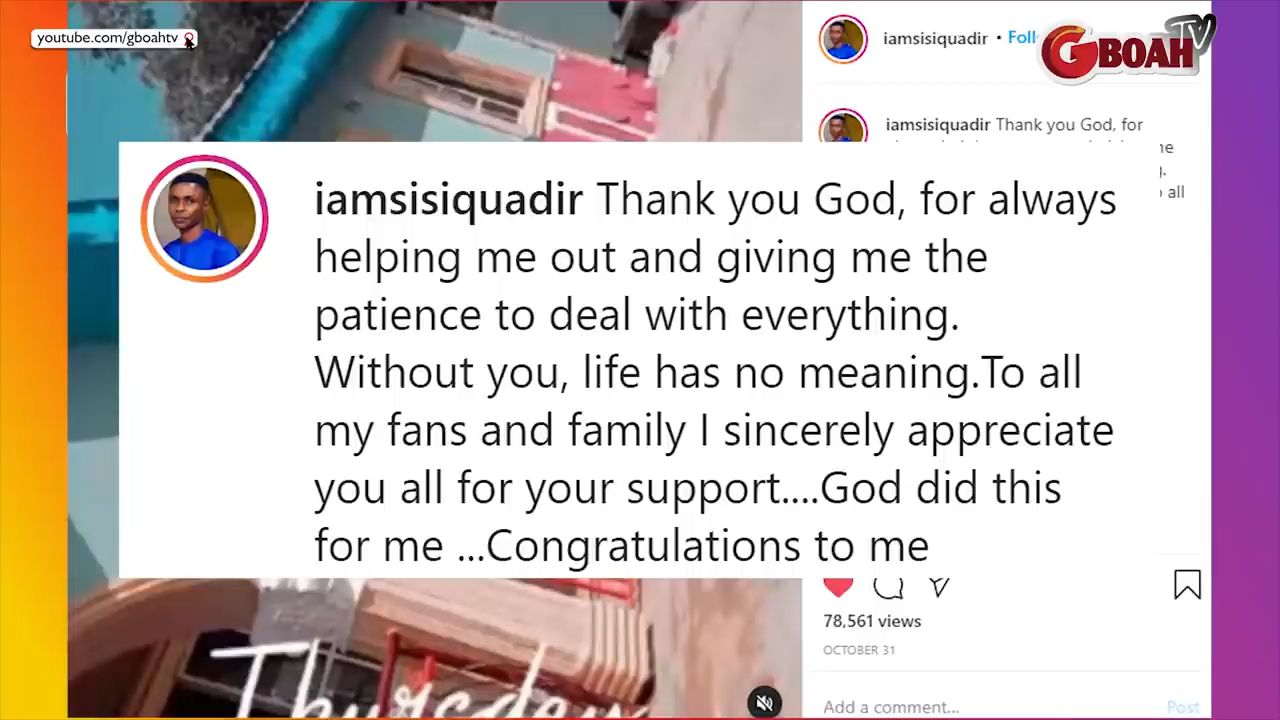 youtube.com/gboahtv
iamsisiquadir • Foll
GBOAH TV
iamsisiquadir Thank you God, for
all
iamsisiquadir Thank you God, for always
helping me out and giving me the
patience to deal with everything.
Without you, life has no meaning.To all
my fans and family I sincerely appreciate
you all for your support....God did this
for me ...Congratulations to me
78,561 views
OCTOBER 31
Thursday
Add a comment...
Post